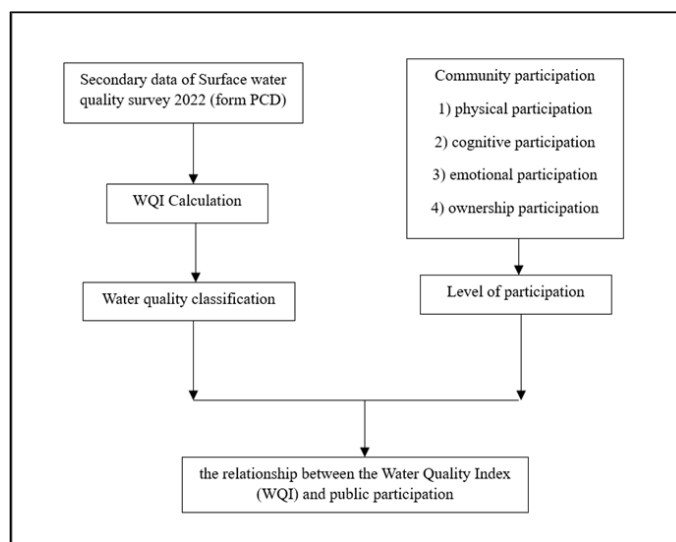 Secondary data of Surface water
quality survey 2022 (form PCD)
WQI Calculation
Water quality classification
Community participation
1) physical participation
2) cognitive participation
3) emotional participation
4) ownership participation
Level of participation
the relationship between the Water Quality Index
(WQI) and public participation